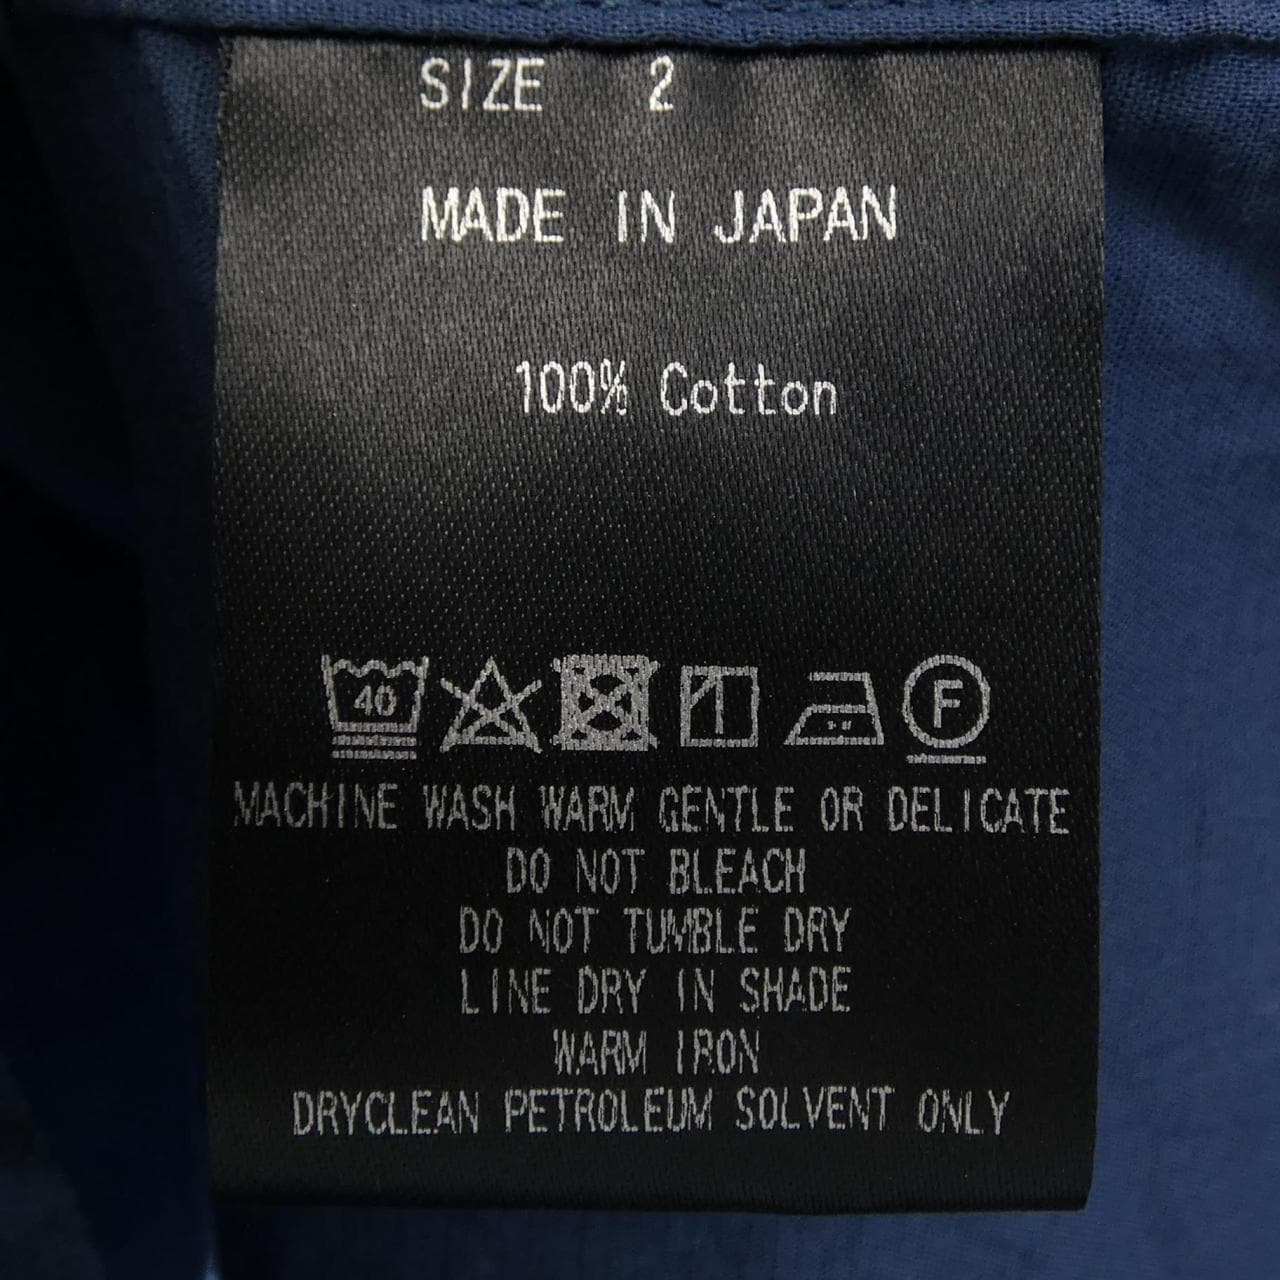 SIZE 2
MADE IN JAPAN
100% Cotton
40 F
MACHINE WASH WARM GENTLE OR DELICATE
DO NOT BLEACH
DO NOT TUMBLE DRY
LINE DRY IN SHADE
WARM IRON
DRYCLEAN PETROLEUM SOLVENT ONLY